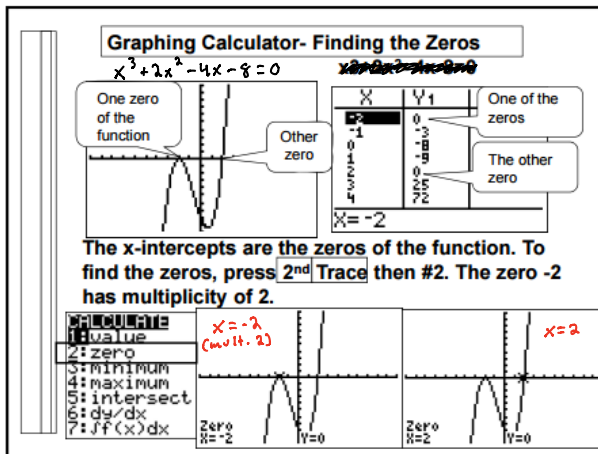 Graphing Calculator- Finding the Zeros
x³ + 2x² - 4x - 8 = 0
One zero
of the
function
Other
zero
X Y₁
-2 0
-1 -3
0 -8
1 -9
2 0
3 25
4 72
X=-2
One of the
zeros
The other
zero
The x-intercepts are the zeros of the function. To
find the zeros, press 2nd Trace then #2. The zero -2
has multiplicity of 2.
CALCULATE
1:value
2:zero
3:minimum
4:maximum
5:intersect
6:dy/dx
7:∫f(x)dx
x = -2
(mult. 2)
Zero
X=-2 Y=0
x = 2
Zero
X=2 Y=0